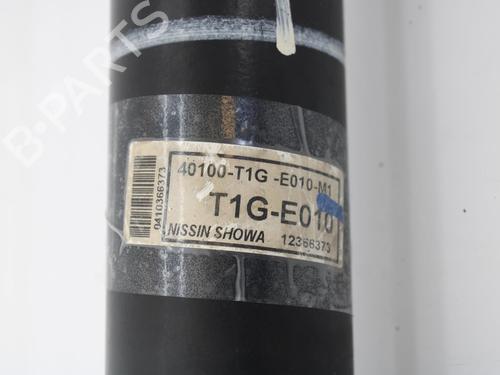 40100-T1G -E010-M1
T1G-E010
NISSIN SHOWA 12366373
0410366373
B-PARTS